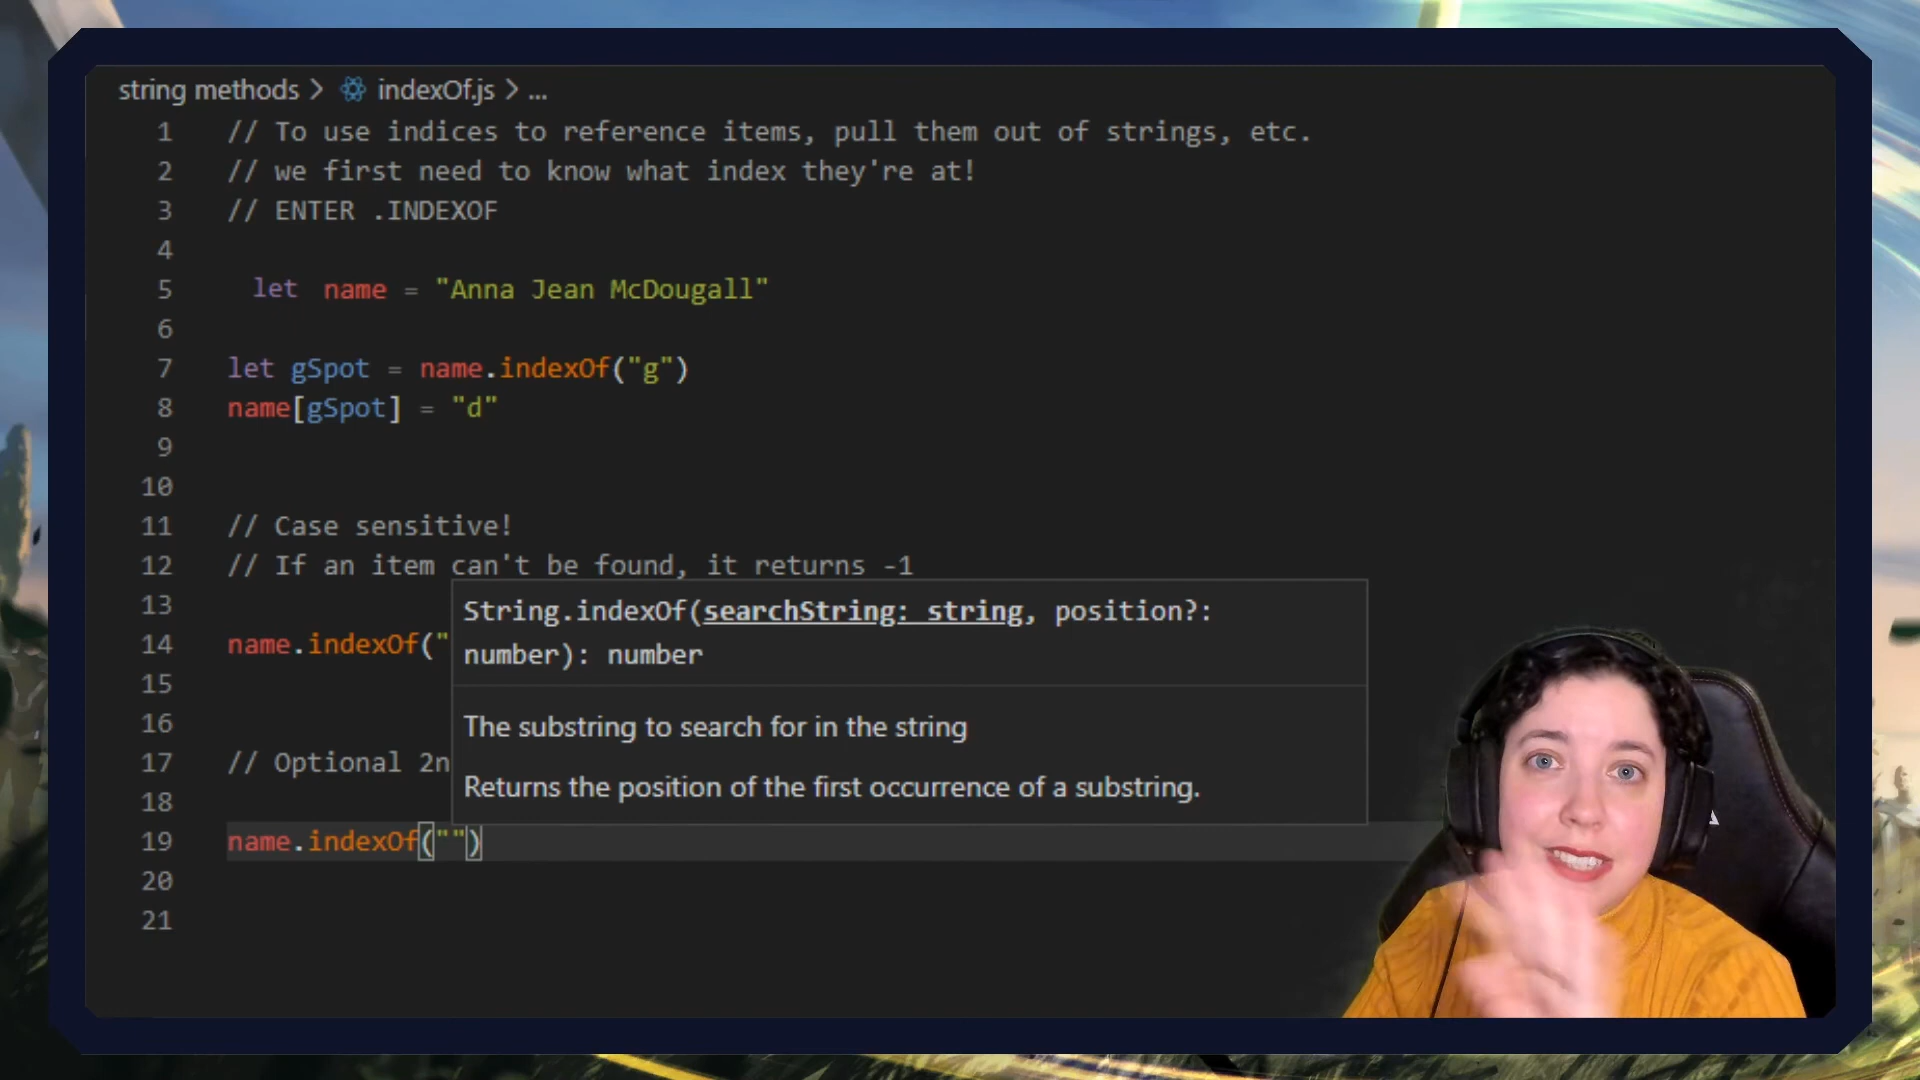 string methods > indexOf.js > ...
1 // To use indices to reference items, pull them out of strings, etc.
2 // we first need to know what index they're at!
3 // ENTER .INDEXOF
4
5 let name = "Anna Jean McDougall"
6
7 let gSpot = name.indexOf("g")
8 name[gSpot] = "d"
9
10
11 // Case sensitive!
12 // If an item can't be found, it returns -1
13
String.indexOf(searchString: string, position?:
number): number
14 name.indexOf("
15
16
The substring to search for in the string
17 // Optional 2n
Returns the position of the first occurrence of a substring.
18
19 name.indexOf("")
20
21